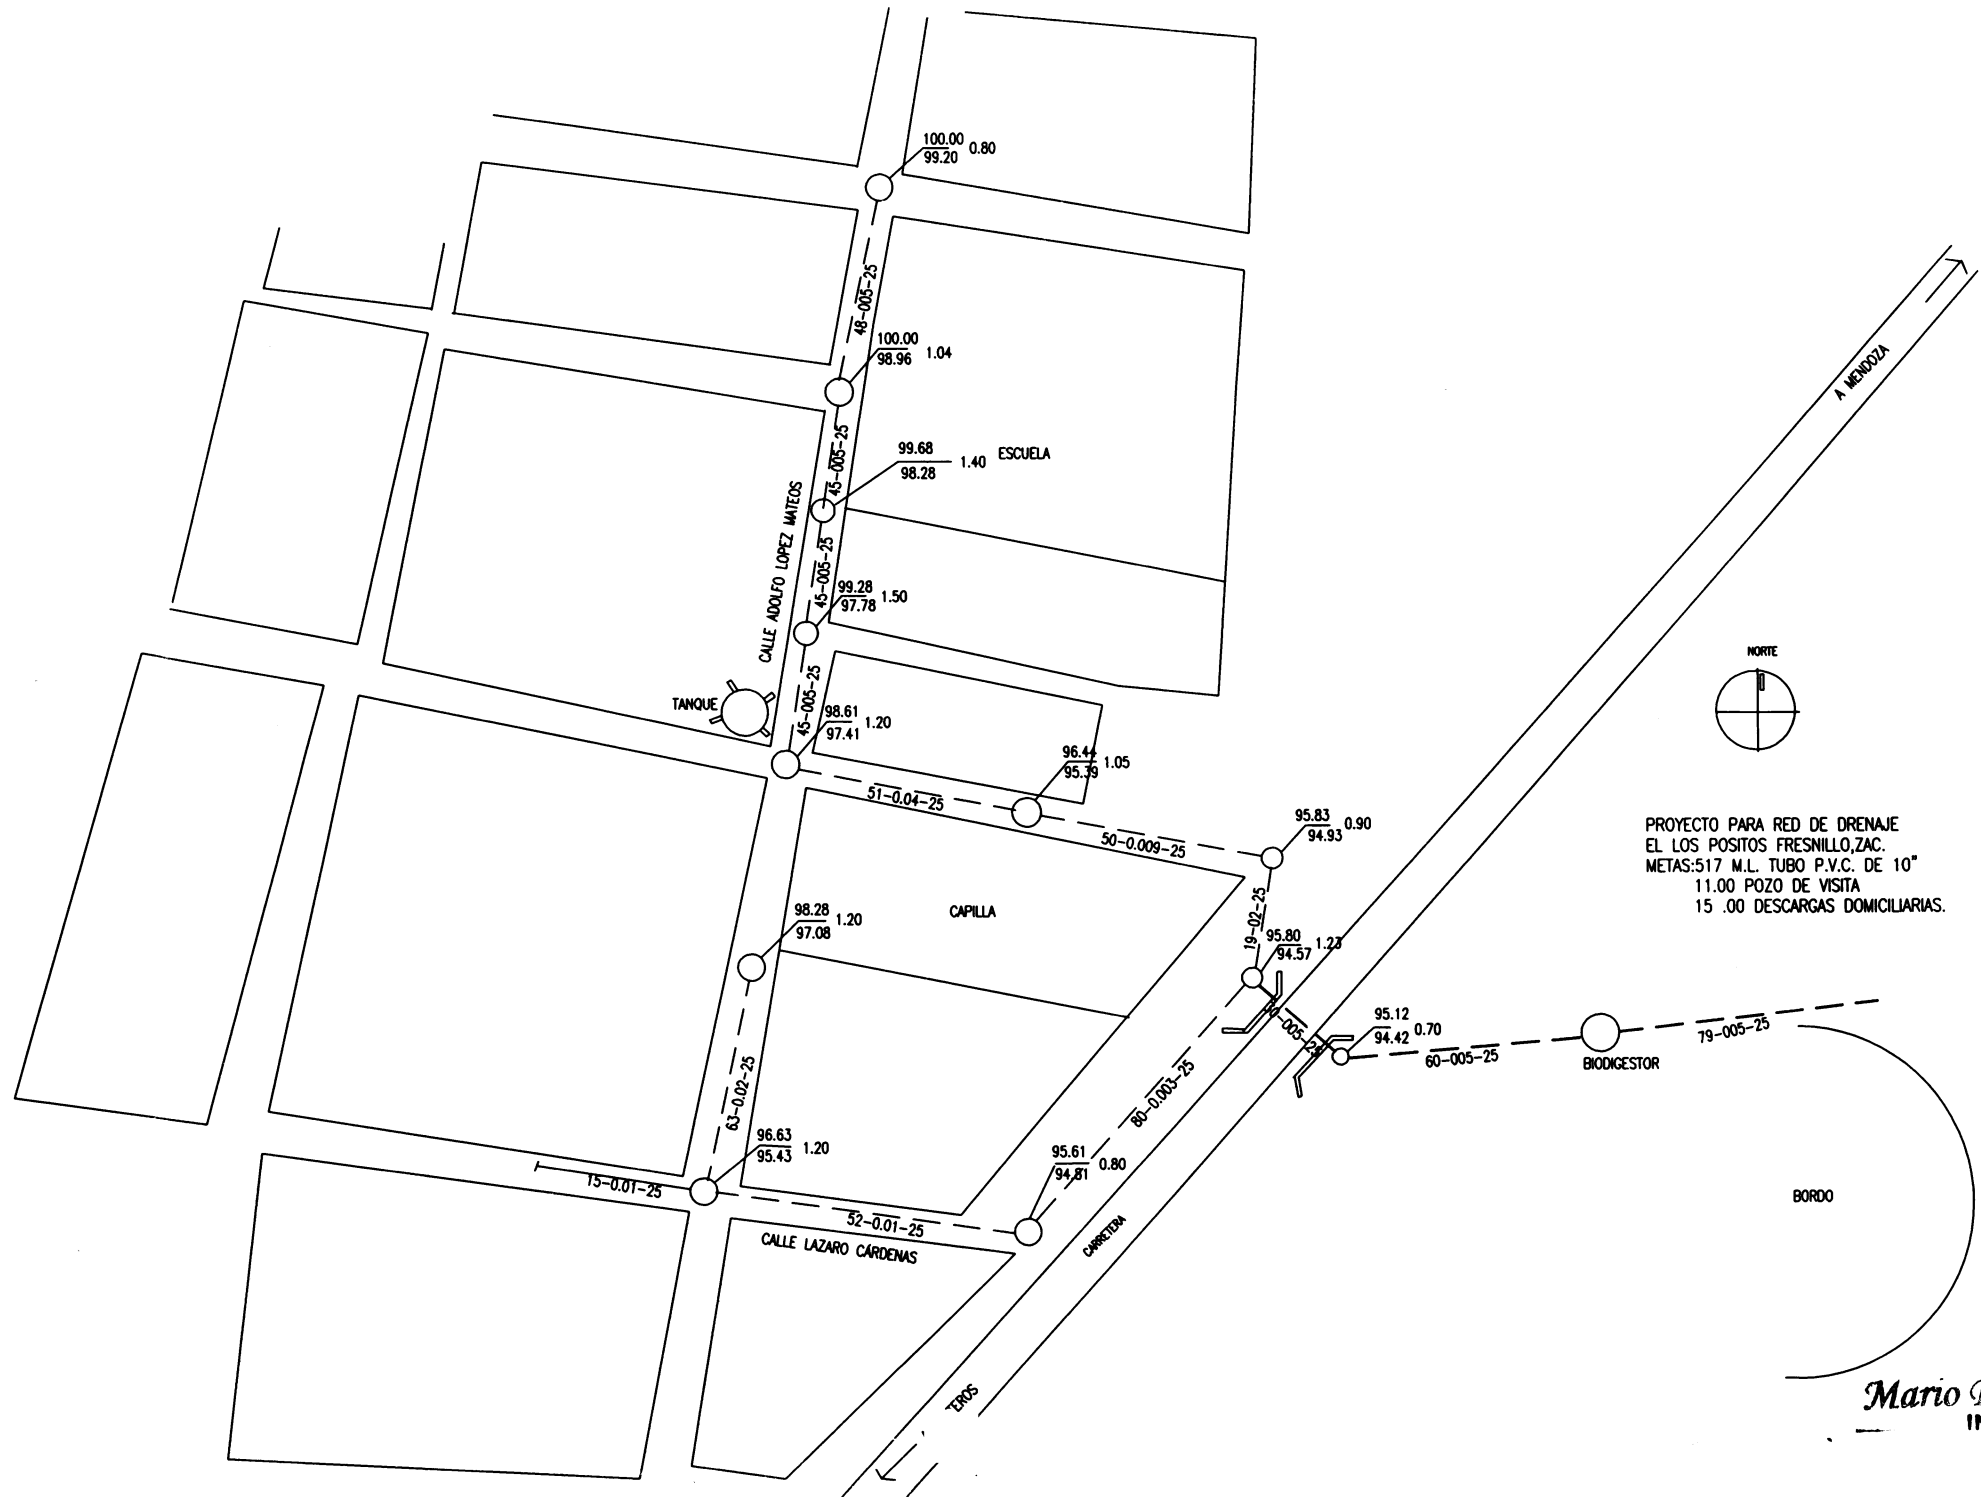 100.00
99.20 0.80
48-005-25
100.00
98.96 1.04
45-005-25
99.68
98.28 1.40
ESCUELA
CALLE ADOLFO LOPEZ MATEOS
45-005-25
99.28
97.78 1.50
45-005-25
TANQUE
98.61
97.41 1.20
51-0.04-25
96.44
95.39 1.05
50-0.009-25
95.83
94.93 0.90
19-02-25
95.80
94.57 1.23
A MENDOZA
NORTE
PROYECTO PARA RED DE DRENAJE
EL LOS POSITOS FRESNILLO,ZAC.
METAS:517 M.L. TUBO P.V.C. DE 10"
11.00 POZO DE VISITA
15 .00 DESCARGAS DOMICILIARIAS.
CAPILLA
98.28
97.08 1.20
63-0.02-25
95.12
94.42 0.70
60-005-25
BIODIGESTOR
79-005-25
80-0.003-25
96.63
95.43 1.20
15-0.01-25
52-0.01-25
CALLE LAZARO CÁRDENAS
95.61
94.81 0.80
CARRETERA
BORDO
TEROS
Mario